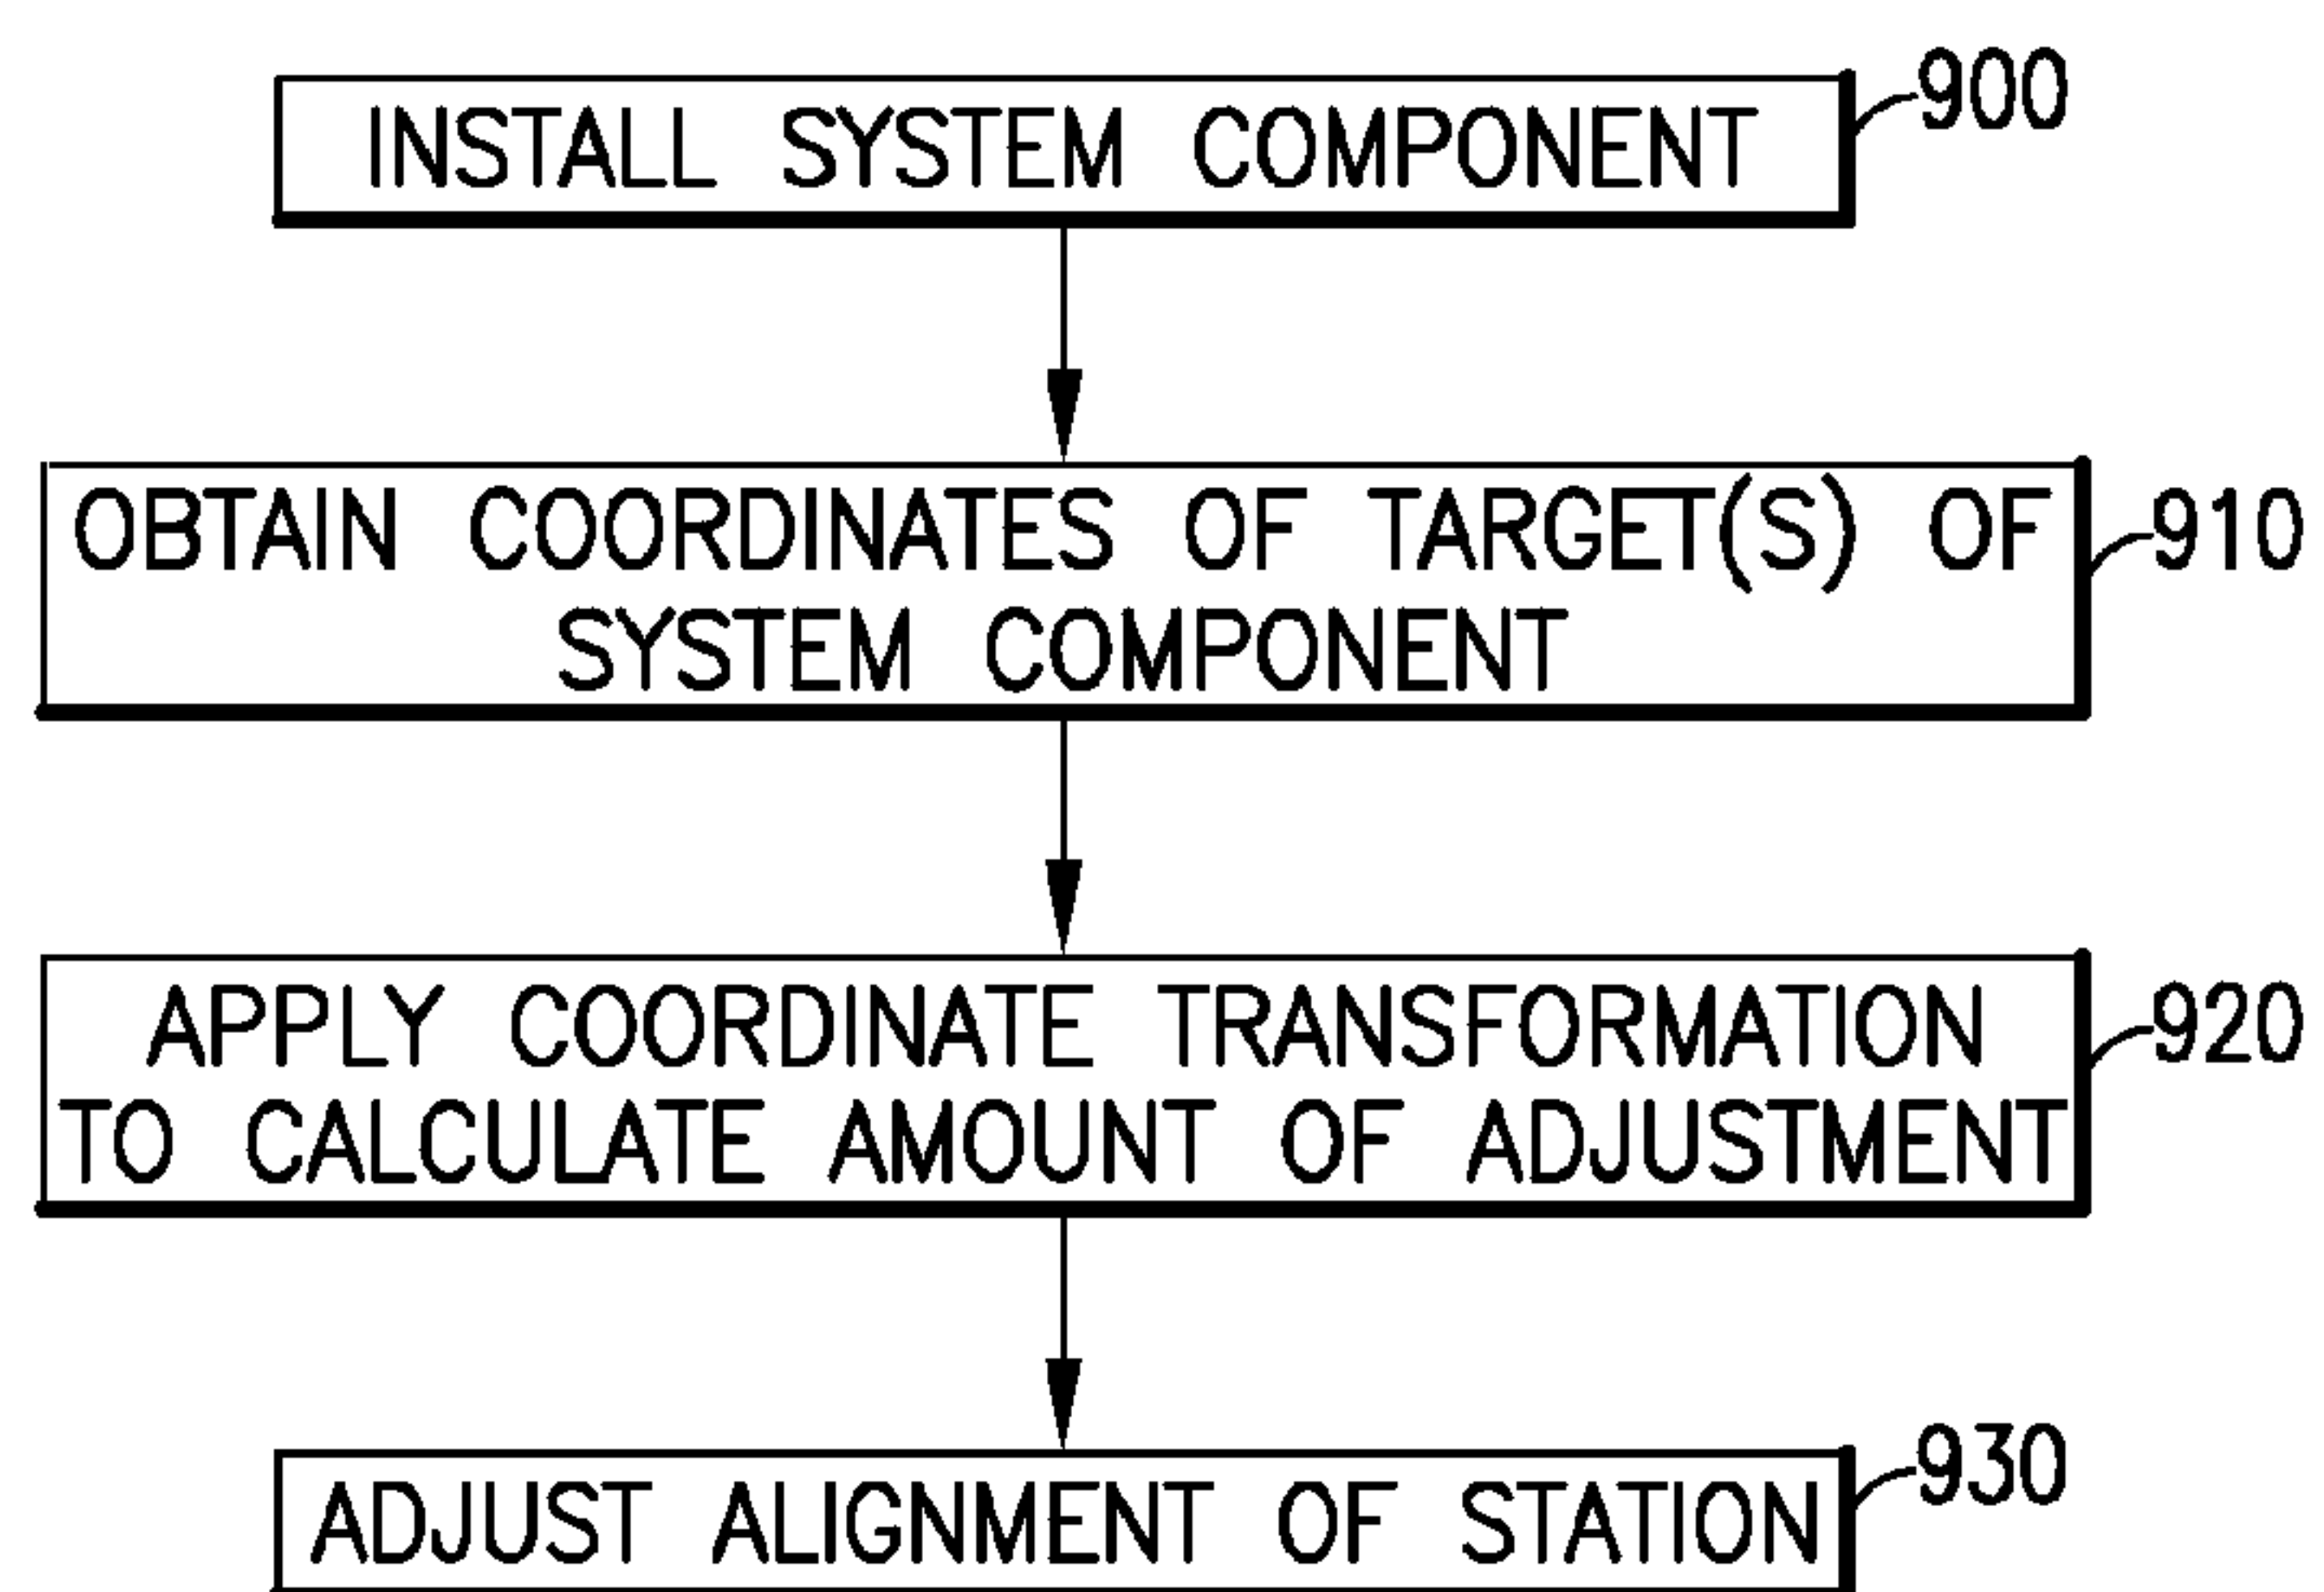 INSTALL SYSTEM COMPONENT
900
OBTAIN COORDINATES OF TARGET(S) OF
SYSTEM COMPONENT
910
APPLY COORDINATE TRANSFORMATION
TO CALCULATE AMOUNT OF ADJUSTMENT
920
ADJUST ALIGNMENT OF STATION
930